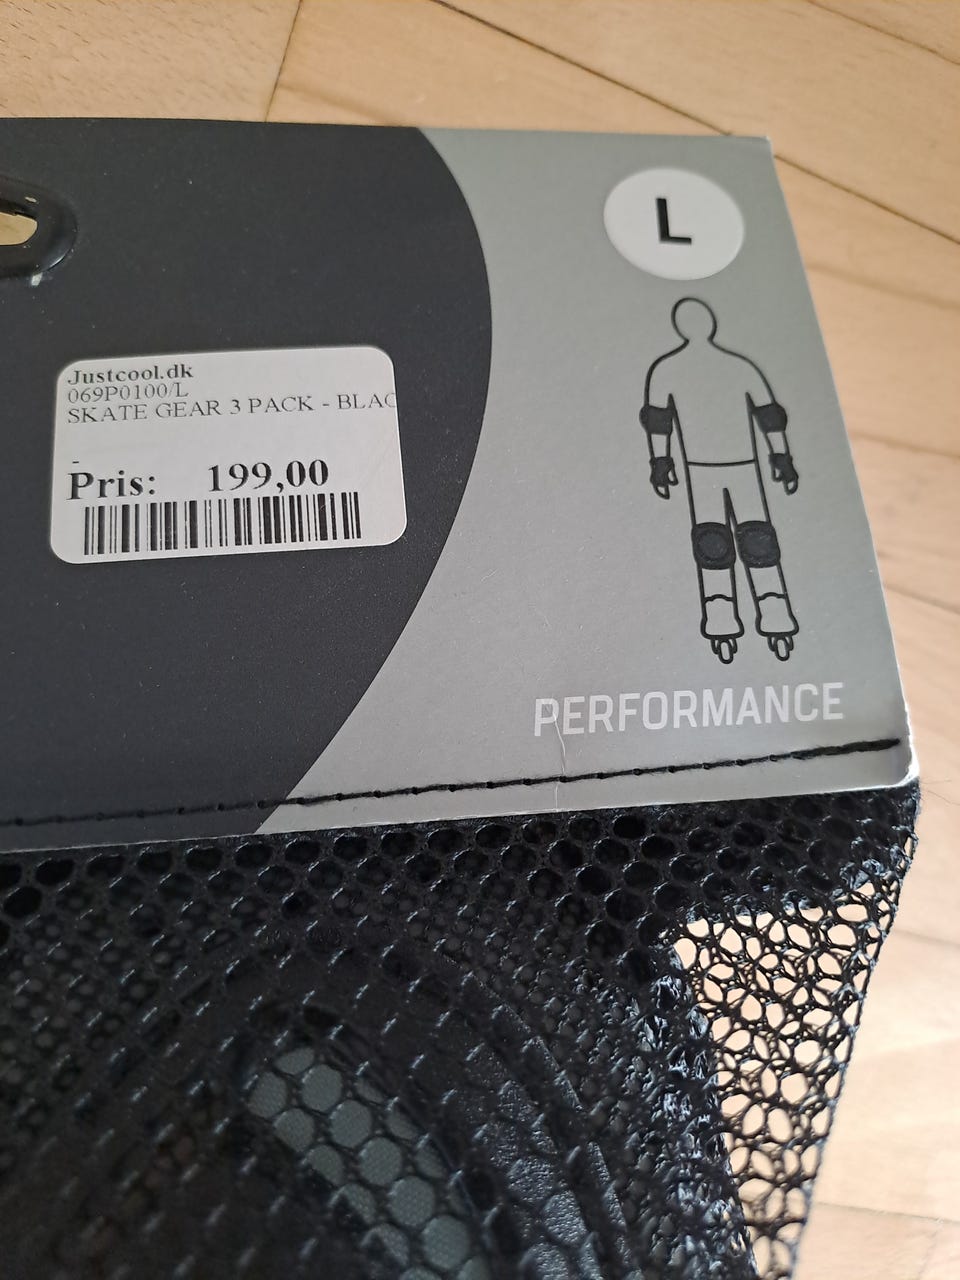 L
Justcool.dk
069P0100/L
SKATE GEAR 3 PACK - BLAC
-
Pris: 199,00
PERFORMANCE